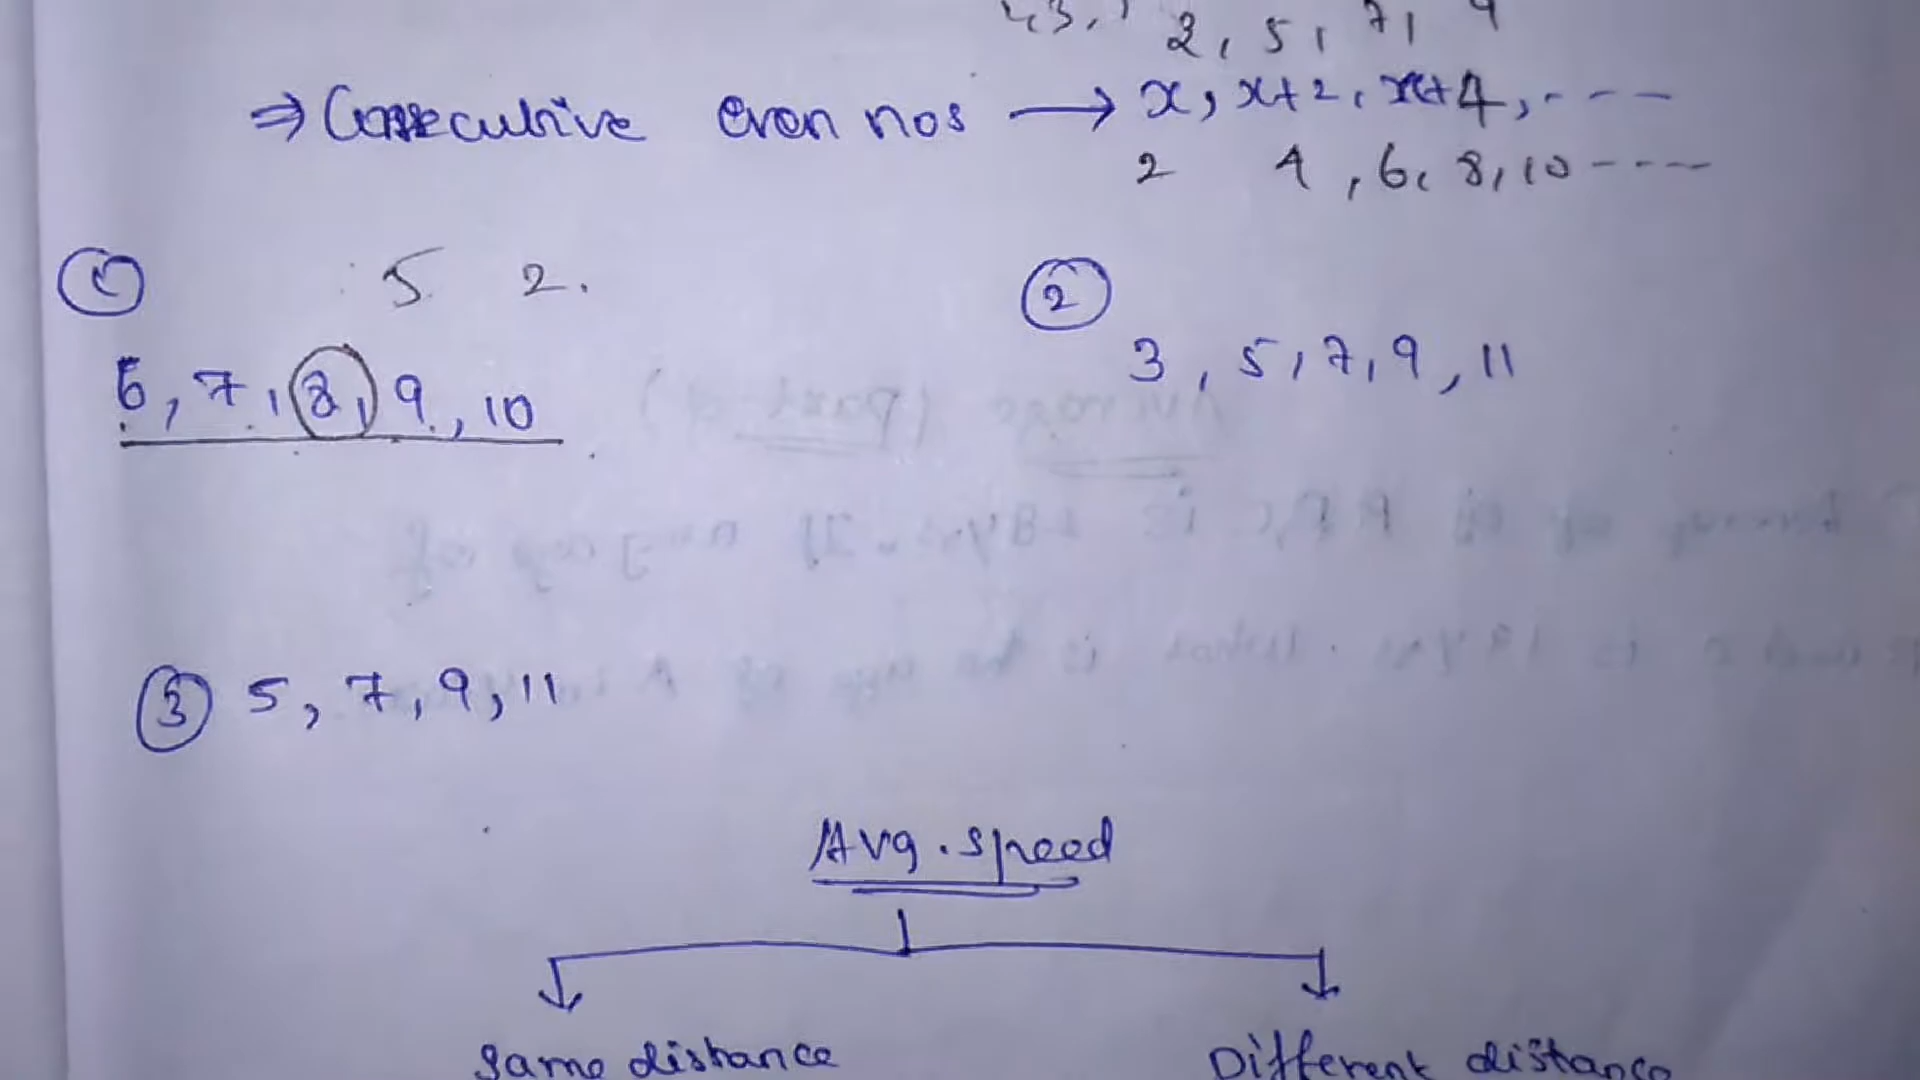 2, 5, 7, 9
⇒ Consecutive even nos → x, x+2, x+4, ----
2 4, 6, 8, 10 ----
① 5 2.
②
6, 7, 8, 9, 10
3, 5, 7, 9, 11
③ 5, 7, 9, 11
Avg. speed
Same distance Different distance